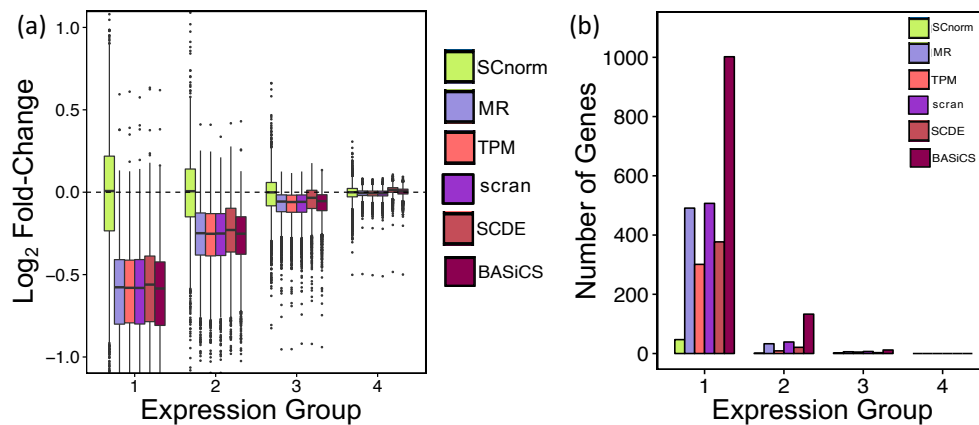 (a)
Log2 Fold-Change
1.0
0.5
0.0
−0.5
−1.0
1 2 3 4
Expression Group
SCnorm
MR
TPM
scran
SCDE
BASiCS
(b)
Number of Genes
1000
800
600
400
200
0
1 2 3 4
Expression Group
SCnorm
MR
TPM
scran
SCDE
BASiCS